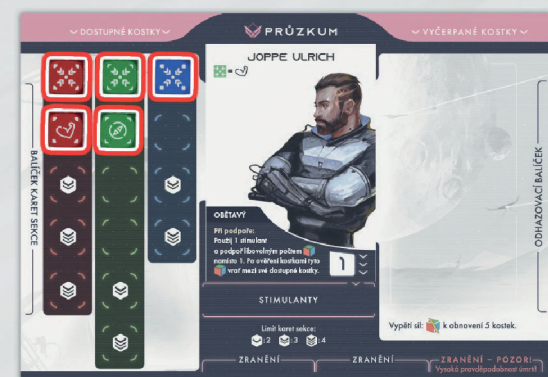 DOSTUPNÉ KOSTKY
PRŮZKUM
VYČERPANÉ KOSTKY
JOPPE ULRICH
=
BALÍČEK KARET SEKCE
ODHAZOVACÍ BALÍČEK
OBĚTAVÝ
Při podpoře:
Použij 1 stimulant
a podpoř libovolným počtem
namísto 1. Po ověření kostkami tyto
vrať mezi své dostupné kostky.
1
STIMULANTY
Limit karet sekce:
:2 :3 :4
Vypětí sil: k obnovení 5 kostek.
ZRANĚNÍ
ZRANĚNÍ
ZRANĚNÍ – POZOR!
Vysoká pravděpodobnost úmrtí!